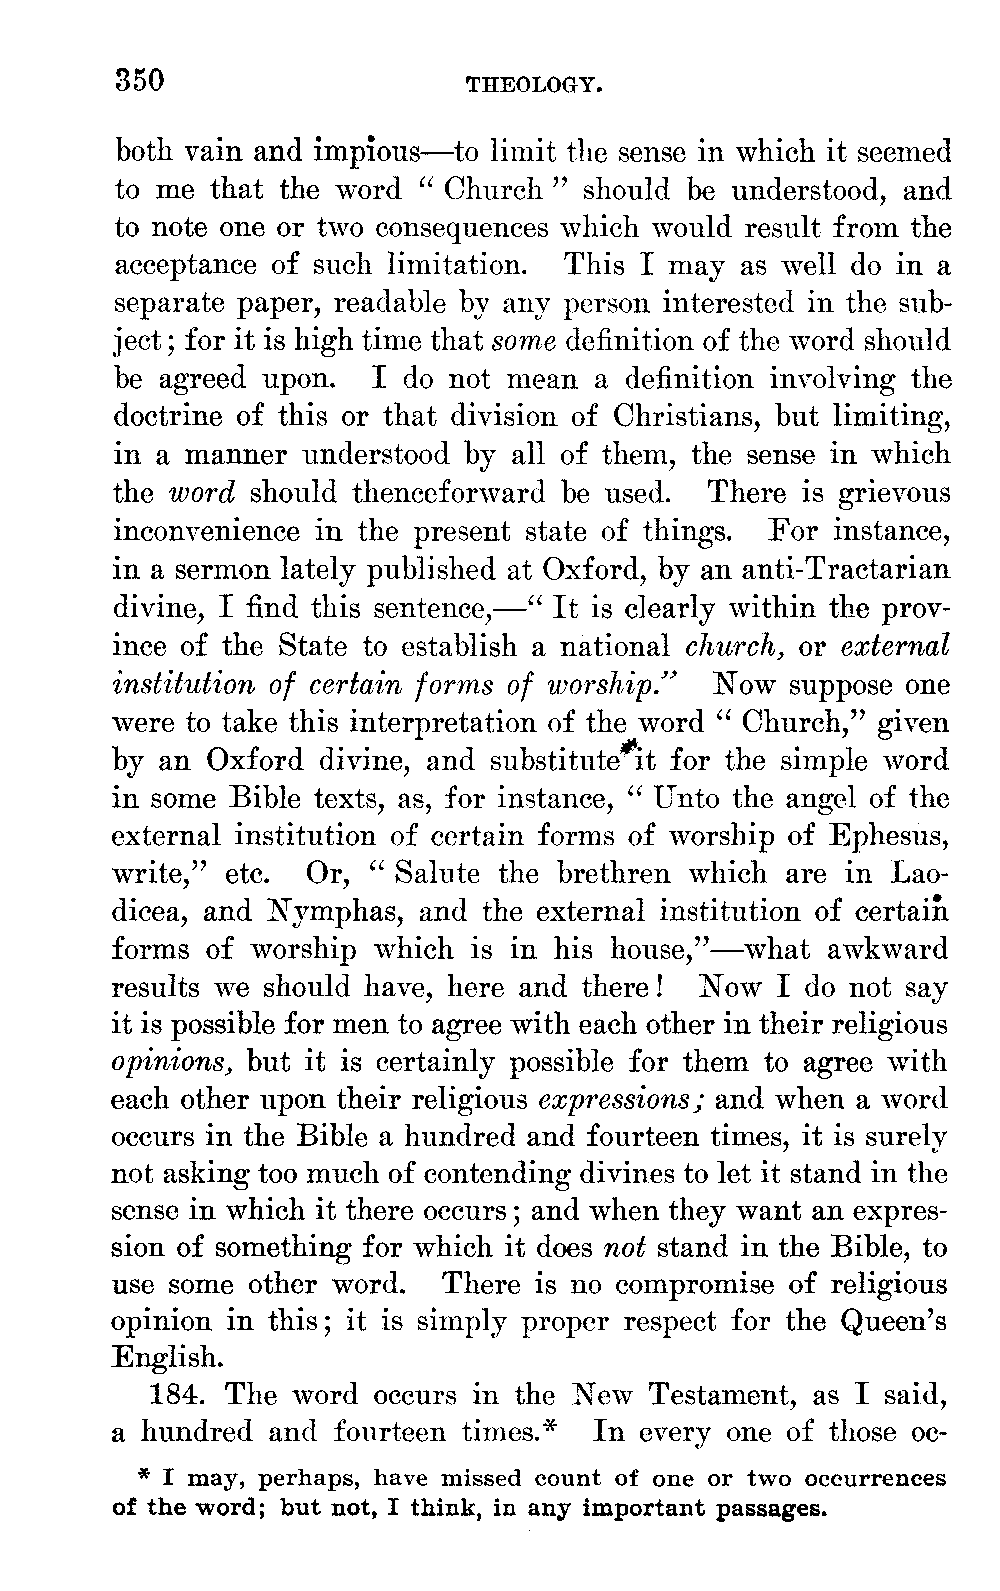 350 THEOLOGY.
both vain and impious—to limit the sense in which it seemed
to me that the word “ Church ” should be understood, and
to note one or two consequences which would result from the
acceptance of such limitation. This I may as well do in a
separate paper, readable by any person interested in the sub-
ject; for it is high time that some definition of the word should
be agreed upon. I do not mean a definition involving the
doctrine of this or that division of Christians, but limiting,
in a manner understood by all of them, the sense in which
the word should thenceforward be used. There is grievous
inconvenience in the present state of things. For instance,
in a sermon lately published at Oxford, by an anti-Tractarian
divine, I find this sentence,—“ It is clearly within the prov-
ince of the State to establish a national church, or external
institution of certain forms of worship.” Now suppose one
were to take this interpretation of the word “ Church,” given
by an Oxford divine, and substitute it for the simple word
in some Bible texts, as, for instance, “ Unto the angel of the
external institution of certain forms of worship of Ephesus,
write,” etc. Or, “ Salute the brethren which are in Lao-
dicea, and Nymphas, and the external institution of certain
forms of worship which is in his house,”—what awkward
results we should have, here and there! Now I do not say
it is possible for men to agree with each other in their religious
opinions, but it is certainly possible for them to agree with
each other upon their religious expressions; and when a word
occurs in the Bible a hundred and fourteen times, it is surely
not asking too much of contending divines to let it stand in the
sense in which it there occurs; and when they want an expres-
sion of something for which it does not stand in the Bible, to
use some other word. There is no compromise of religious
opinion in this; it is simply proper respect for the Queen’s
English.
184. The word occurs in the New Testament, as I said,
a hundred and fourteen times.* In every one of those oc-
* I may, perhaps, have missed count of one or two occurrences
of the word; but not, I think, in any important passages.